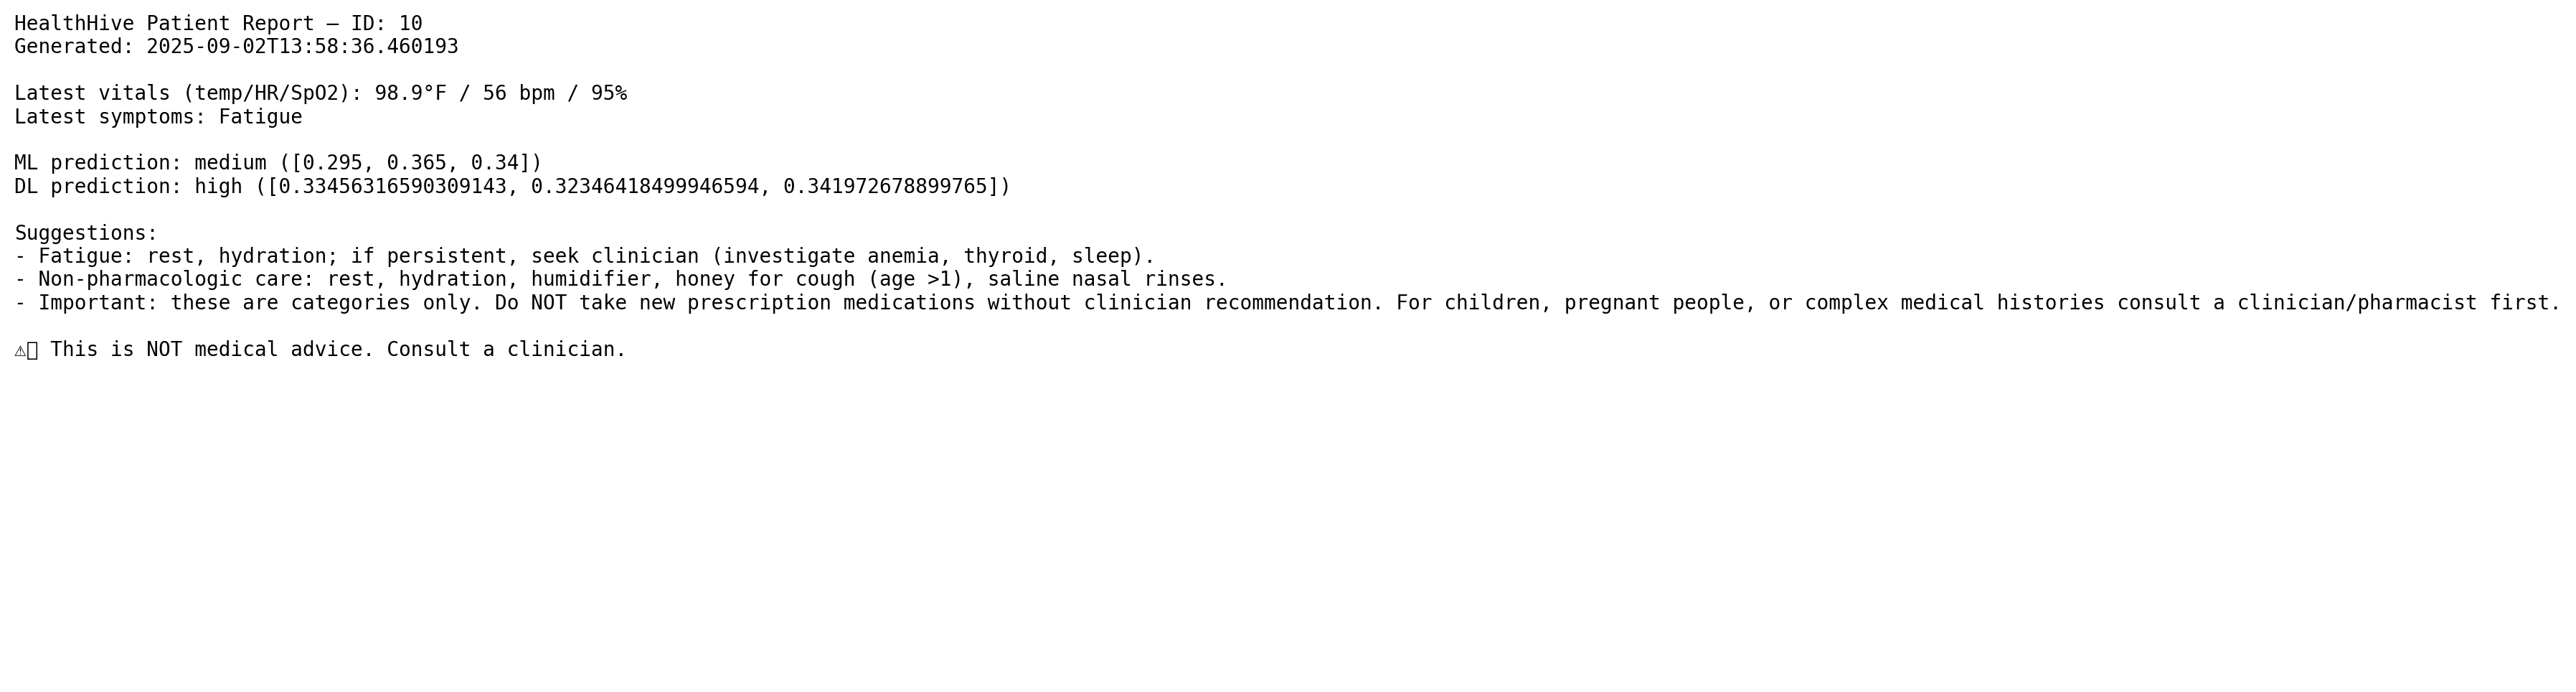 HealthHive Patient Report — ID: 10
Generated: 2025-09-02T13:58:36.460193
Latest vitals (temp/HR/SpO2): 98.9°F / 56 bpm / 95%
Latest symptoms: Fatigue
ML prediction: medium ([0.295, 0.365, 0.34])
DL prediction: high ([0.33456316590309143, 0.32346418499946594, 0.341972678899765])
Suggestions:
- Fatigue: rest, hydration; if persistent, seek clinician (investigate anemia, thyroid, sleep).
- Non-pharmacologic care: rest, hydration, humidifier, honey for cough (age >1), saline nasal rinses.
- Important: these are categories only. Do NOT take new prescription medications without clinician recommendation. For children, pregnant people, or complex medical histories consult a clinician/pharmacist first.
⚠▯ This is NOT medical advice. Consult a clinician.